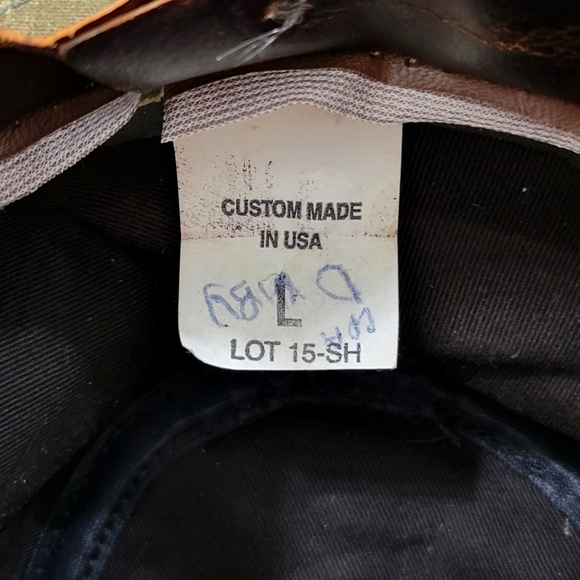 CUSTOM MADE
IN USA
L
LOT 15-SH